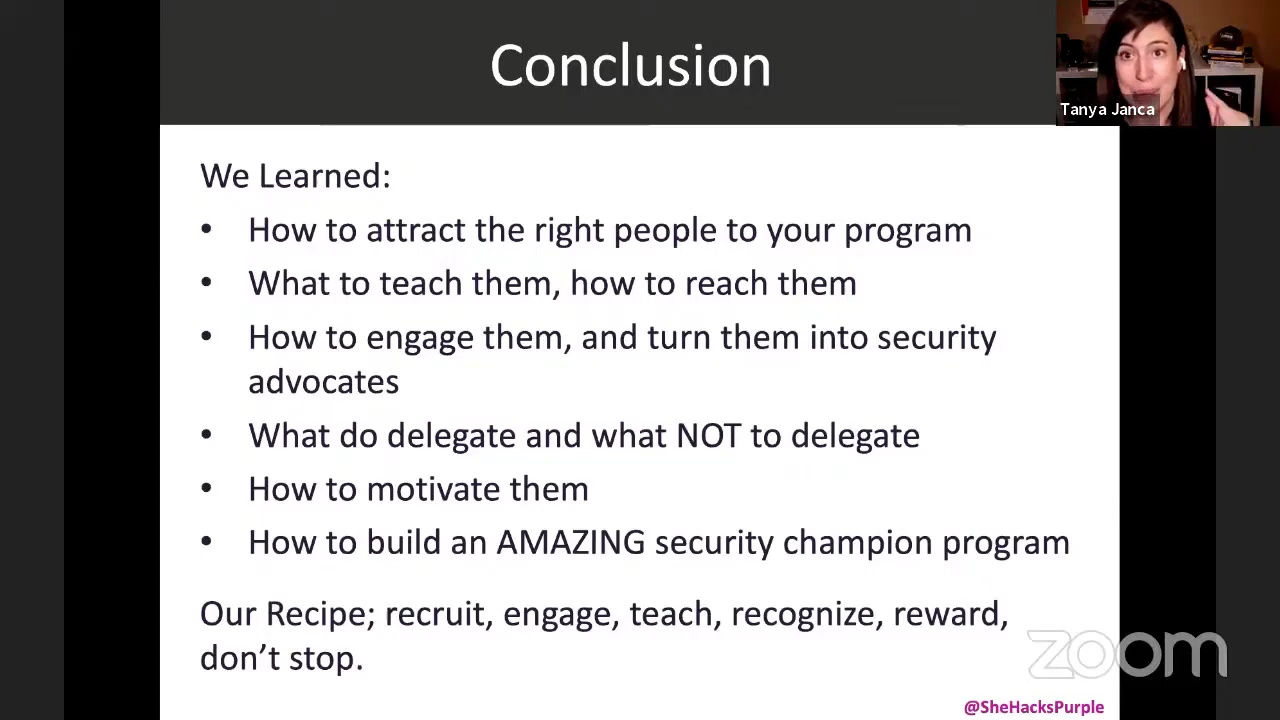 Conclusion
Tanya Janca
We Learned:
• How to attract the right people to your program
• What to teach them, how to reach them
• How to engage them, and turn them into security
advocates
• What do delegate and what NOT to delegate
• How to motivate them
• How to build an AMAZING security champion program
Our Recipe; recruit, engage, teach, recognize, reward,
don't stop.
zoom
@SheHacksPurple